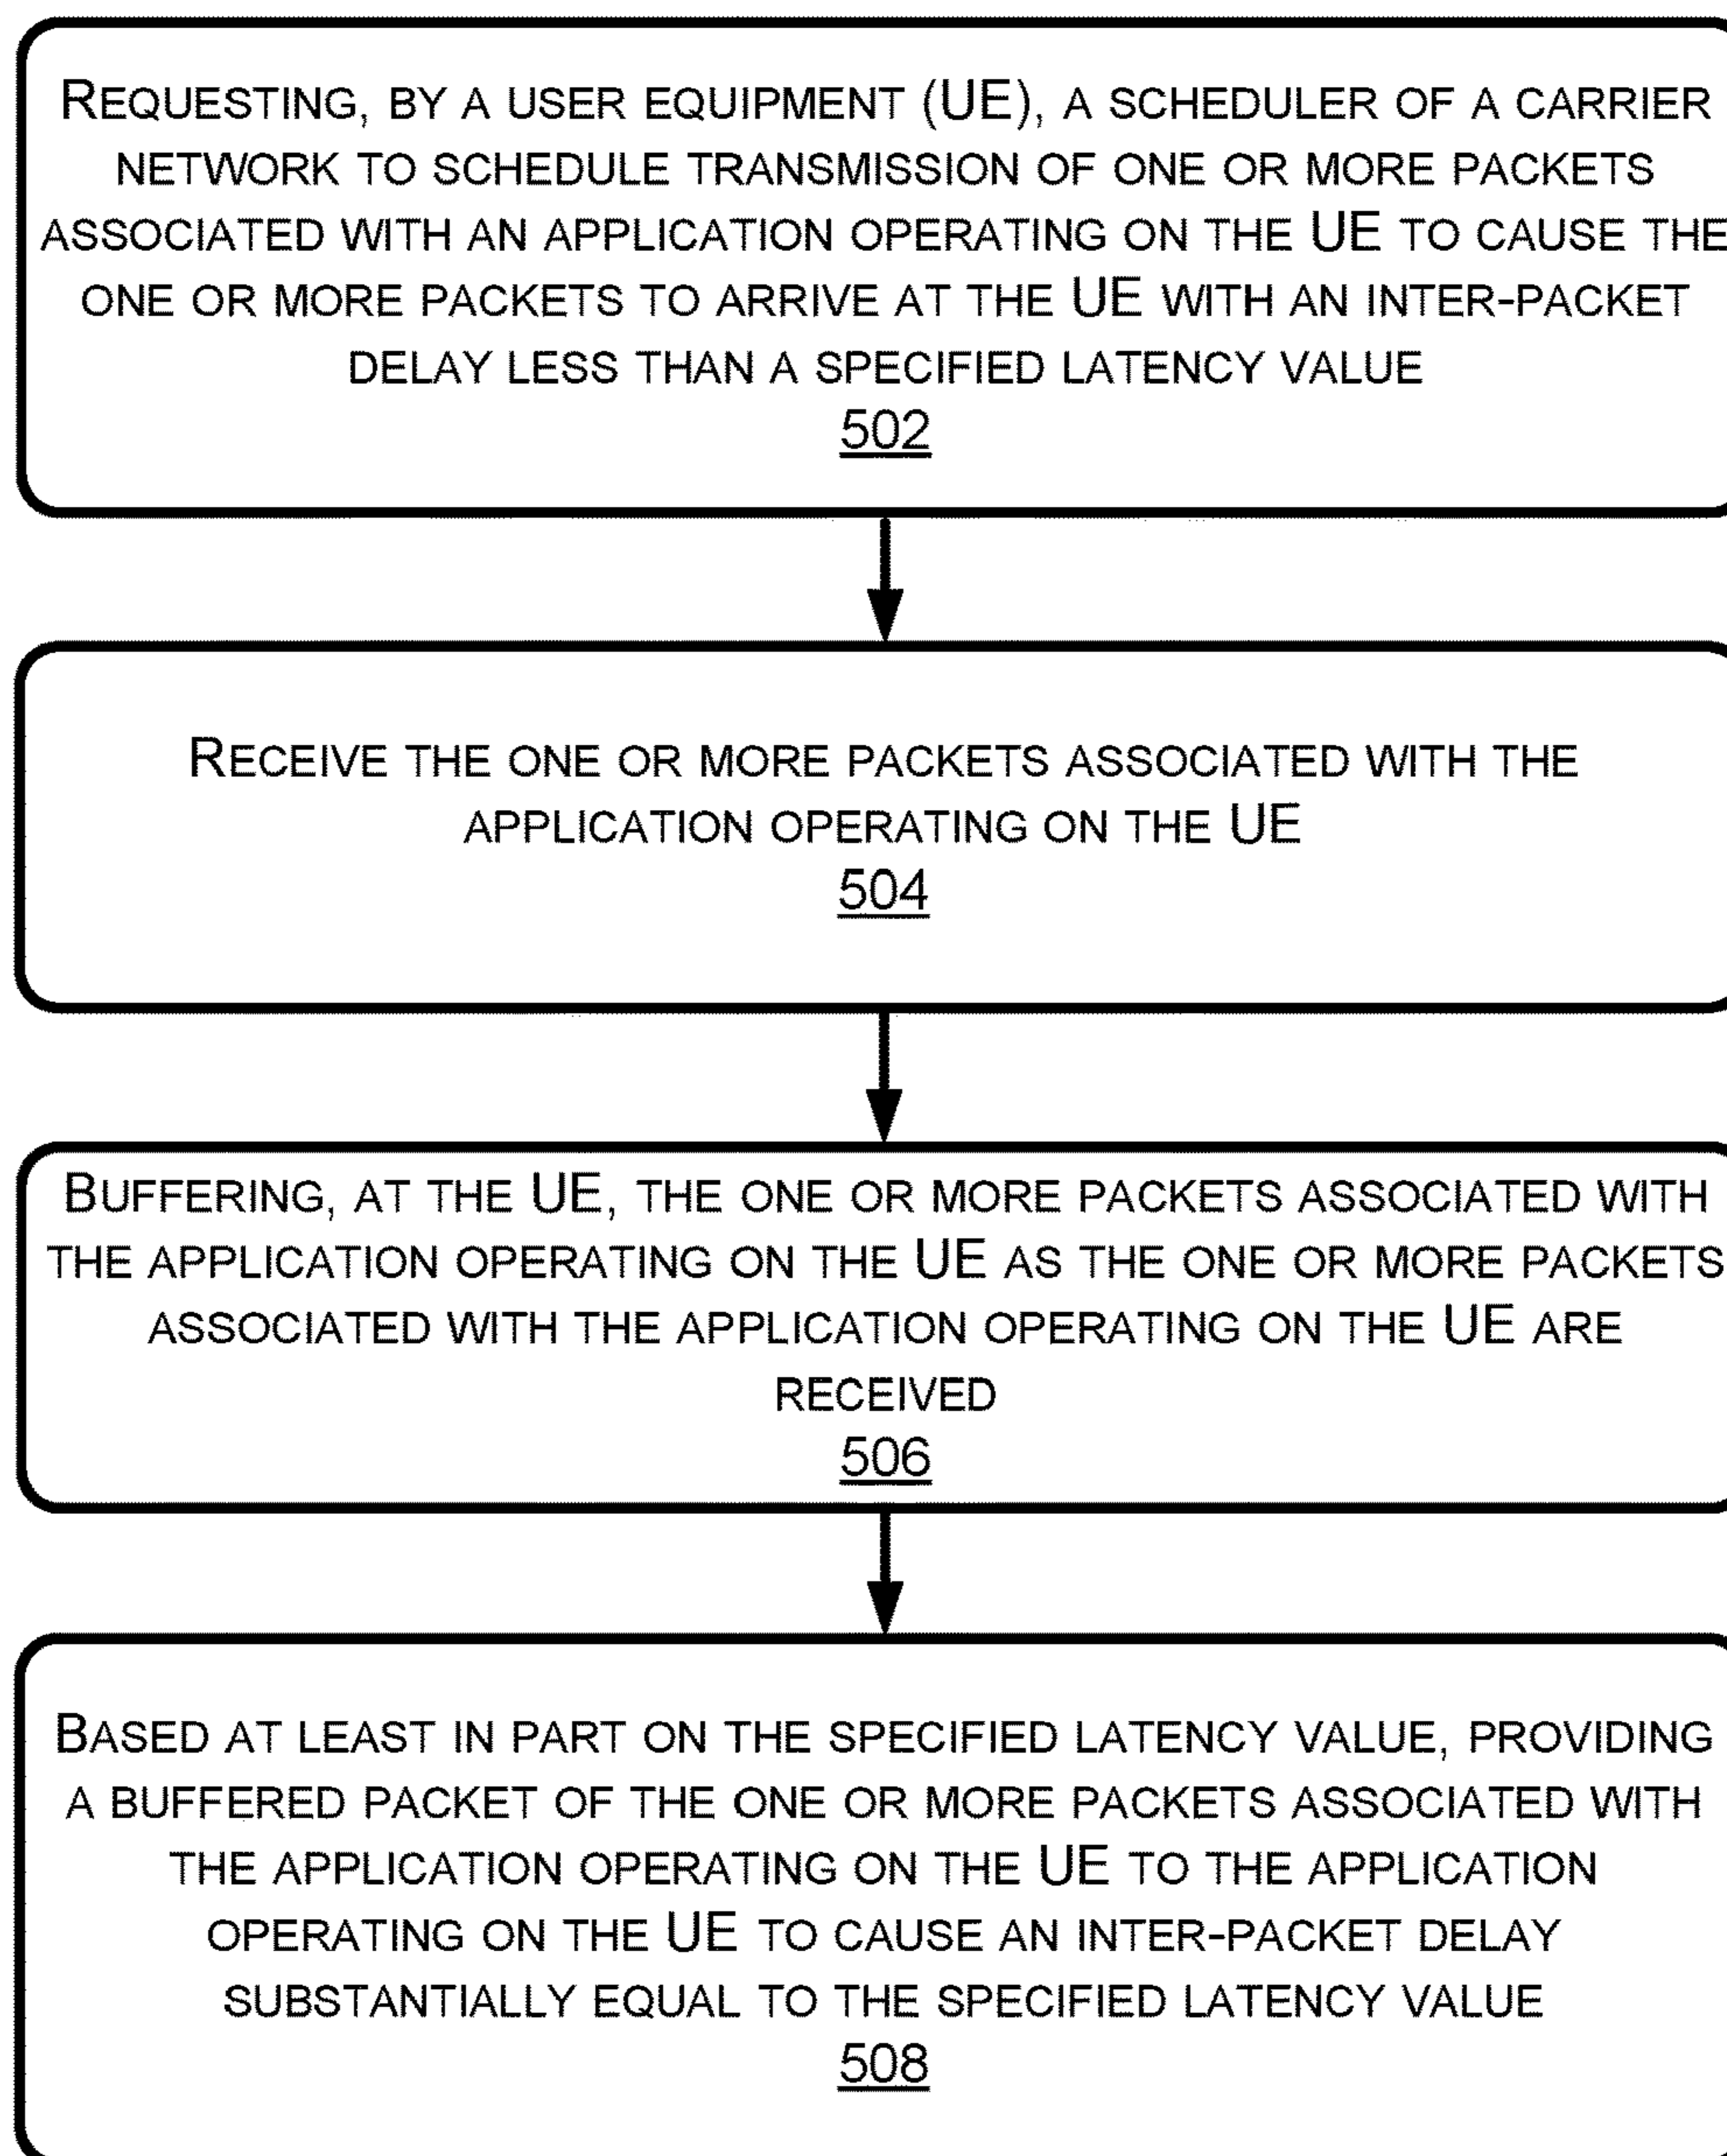 REQUESTING, BY A USER EQUIPMENT (UE), A SCHEDULER OF A CARRIER
NETWORK TO SCHEDULE TRANSMISSION OF ONE OR MORE PACKETS
ASSOCIATED WITH AN APPLICATION OPERATING ON THE UE TO CAUSE THE
ONE OR MORE PACKETS TO ARRIVE AT THE UE WITH AN INTER-PACKET
DELAY LESS THAN A SPECIFIED LATENCY VALUE
502
RECEIVE THE ONE OR MORE PACKETS ASSOCIATED WITH THE
APPLICATION OPERATING ON THE UE
504
BUFFERING, AT THE UE, THE ONE OR MORE PACKETS ASSOCIATED WITH
THE APPLICATION OPERATING ON THE UE AS THE ONE OR MORE PACKETS
ASSOCIATED WITH THE APPLICATION OPERATING ON THE UE ARE
RECEIVED
506
BASED AT LEAST IN PART ON THE SPECIFIED LATENCY VALUE, PROVIDING
A BUFFERED PACKET OF THE ONE OR MORE PACKETS ASSOCIATED WITH
THE APPLICATION OPERATING ON THE UE TO THE APPLICATION
OPERATING ON THE UE TO CAUSE AN INTER-PACKET DELAY
SUBSTANTIALLY EQUAL TO THE SPECIFIED LATENCY VALUE
508